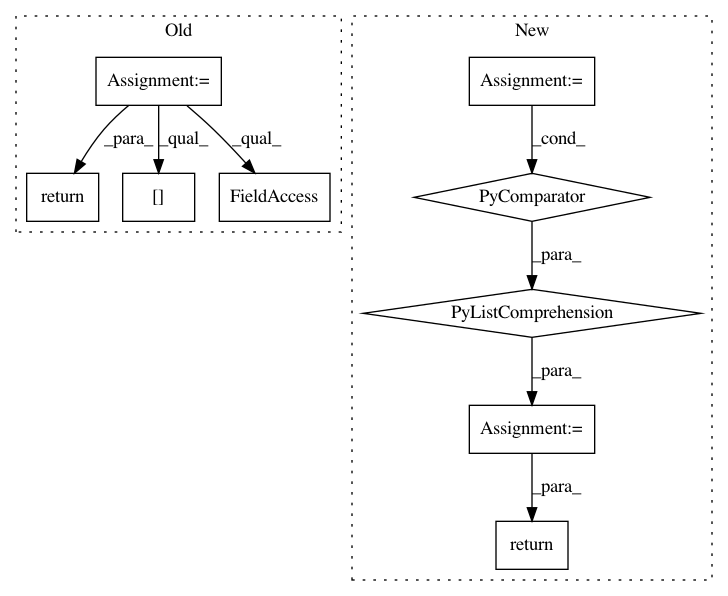 Old
Assignment:=
_para_
_qual_
_qual_
return
[]
FieldAccess
New
Assignment:=
_cond_
PyComparator
_para_
PyListComprehension
_para_
Assignment:=
_para_
return